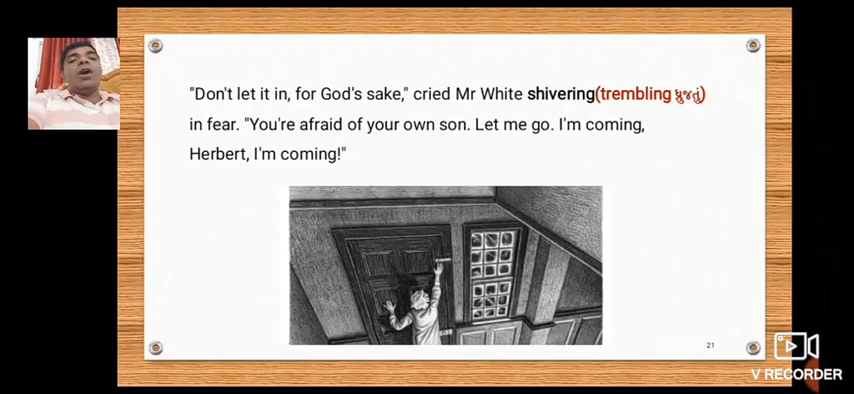 "Don't let it in, for God's sake," cried Mr White shivering(trembling ધ્રુજતું)
in fear. "You're afraid of your own son. Let me go. I'm coming,
Herbert, I'm coming!"
21
V RECORDER